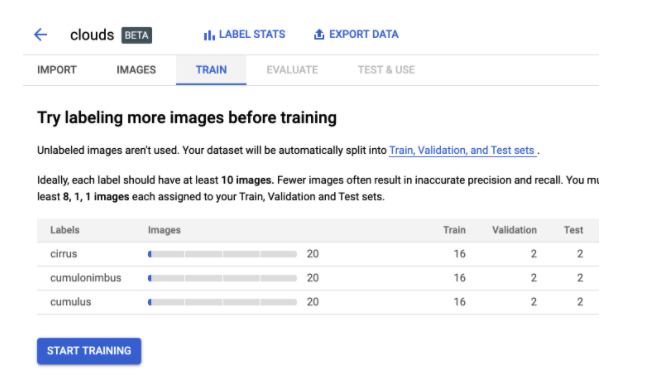 clouds BETA LABEL STATS EXPORT DATA
IMPORT IMAGES TRAIN EVALUATE TEST & USE
Try labeling more images before training
Unlabeled images aren't used. Your dataset will be automatically split into Train, Validation, and Test sets .
Ideally, each label should have at least 10 images. Fewer images often result in inaccurate precision and recall. You mu
least 8, 1, 1 images each assigned to your Train, Validation and Test sets.
Labels Images Train Validation Test
cirrus 20 16 2 2
cumulonimbus 20 16 2 2
cumulus 20 16 2 2
START TRAINING